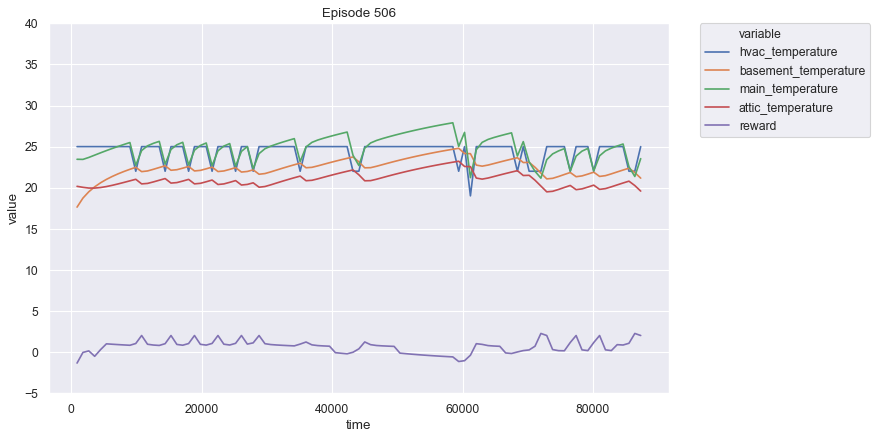 Episode 506
40
35
30
25
20
15
10
5
0
−5
value
0
20000
40000
60000
80000
time
variable
hvac_temperature
basement_temperature
main_temperature
attic_temperature
reward